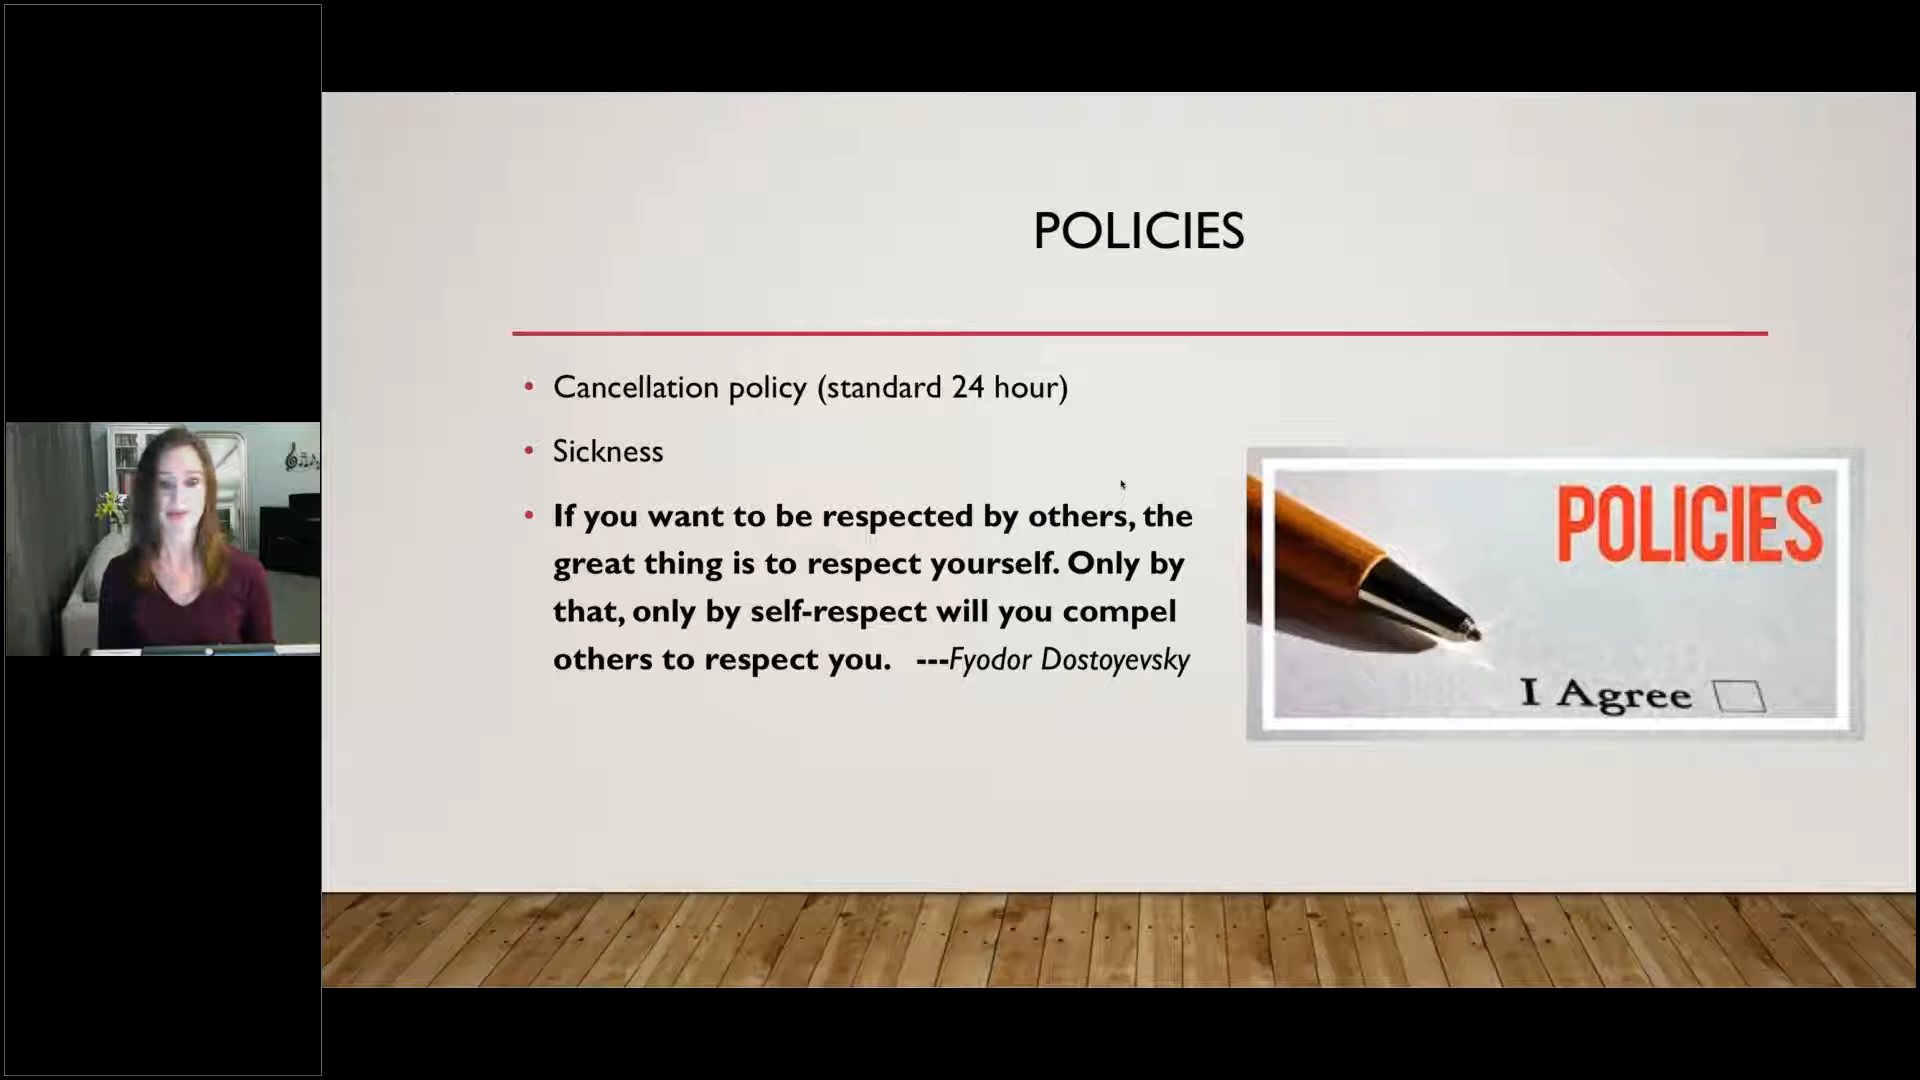 POLICIES
• Cancellation policy (standard 24 hour)
• Sickness
• If you want to be respected by others, the
great thing is to respect yourself. Only by
that, only by self-respect will you compel
others to respect you. ---Fyodor Dostoyevsky
POLICIES
I Agree